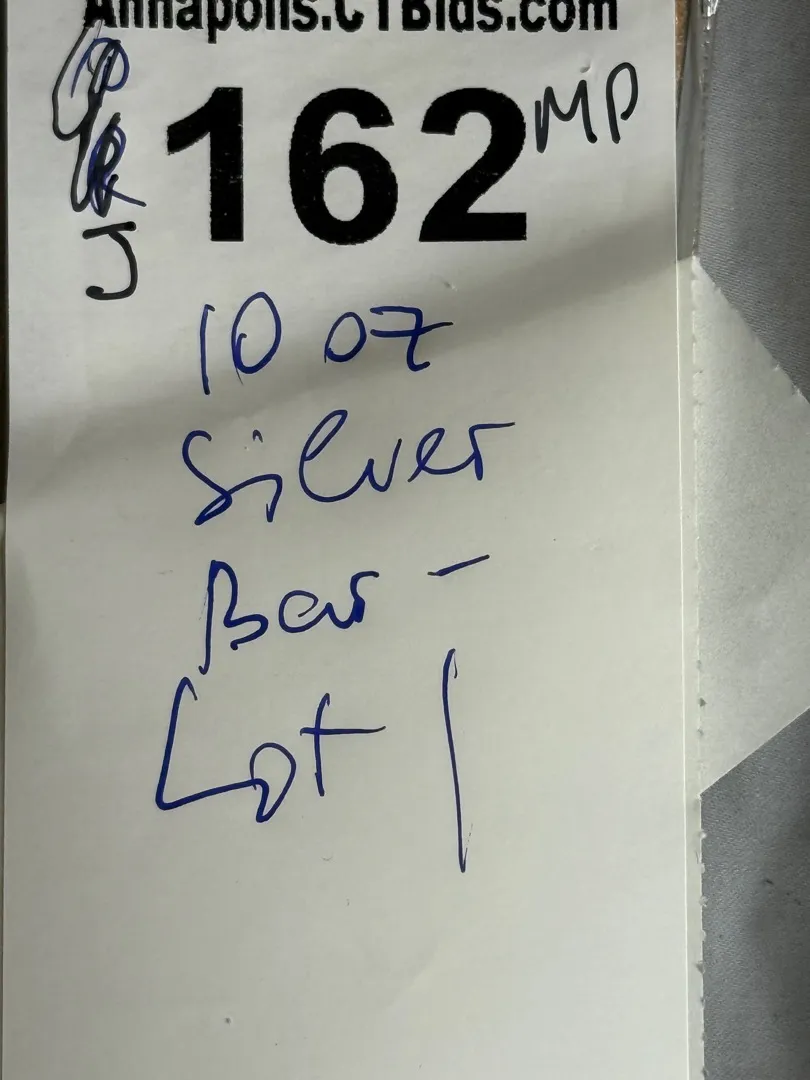 Annapolis.CTBids.com
162 MP
J
10 oz
Silver
Bar -
Lot 1